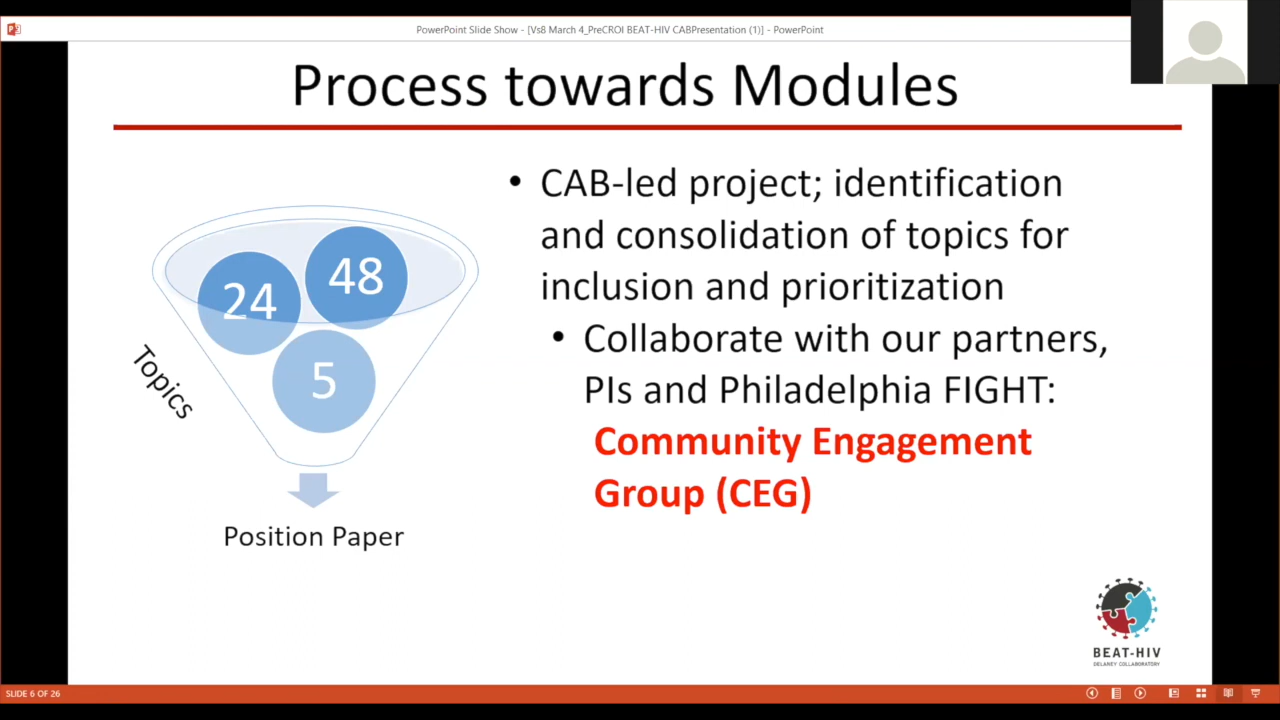 PowerPoint Slide Show - [Vs8 March 4_PreCROI BEAT-HIV CABPresentation (1)] - PowerPoint
Process towards Modules
24
48
5
Topics
Position Paper
• CAB-led project; identification
and consolidation of topics for
inclusion and prioritization
• Collaborate with our partners,
PIs and Philadelphia FIGHT:
Community Engagement
Group (CEG)
BEAT-HIV
DELANEY COLLABORATORY
SLIDE 6 OF 26